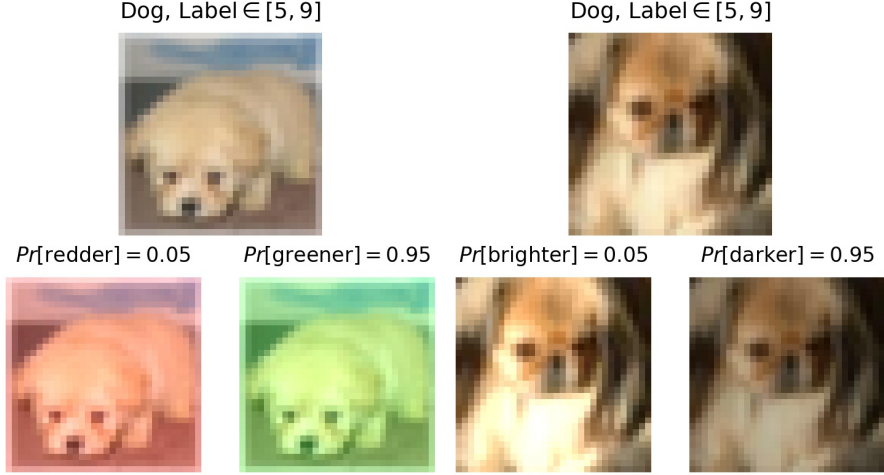 Dog, Label ∈ [5, 9]
Dog, Label ∈ [5, 9]
Pr[redder] = 0.05
Pr[greener] = 0.95
Pr[brighter] = 0.05
Pr[darker] = 0.95